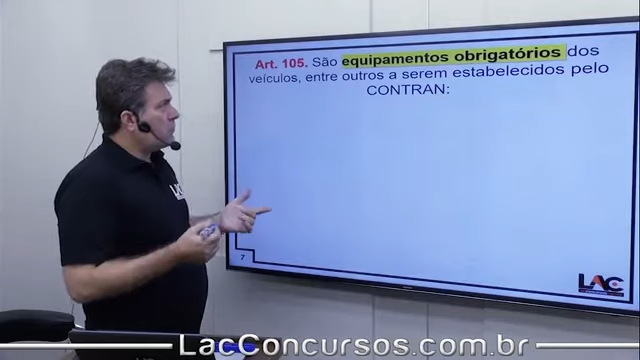 Art. 105. São equipamentos obrigatórios dos
veículos, entre outros a serem estabelecidos pelo
CONTRAN:
7
LAC
LacConcursos.com.br